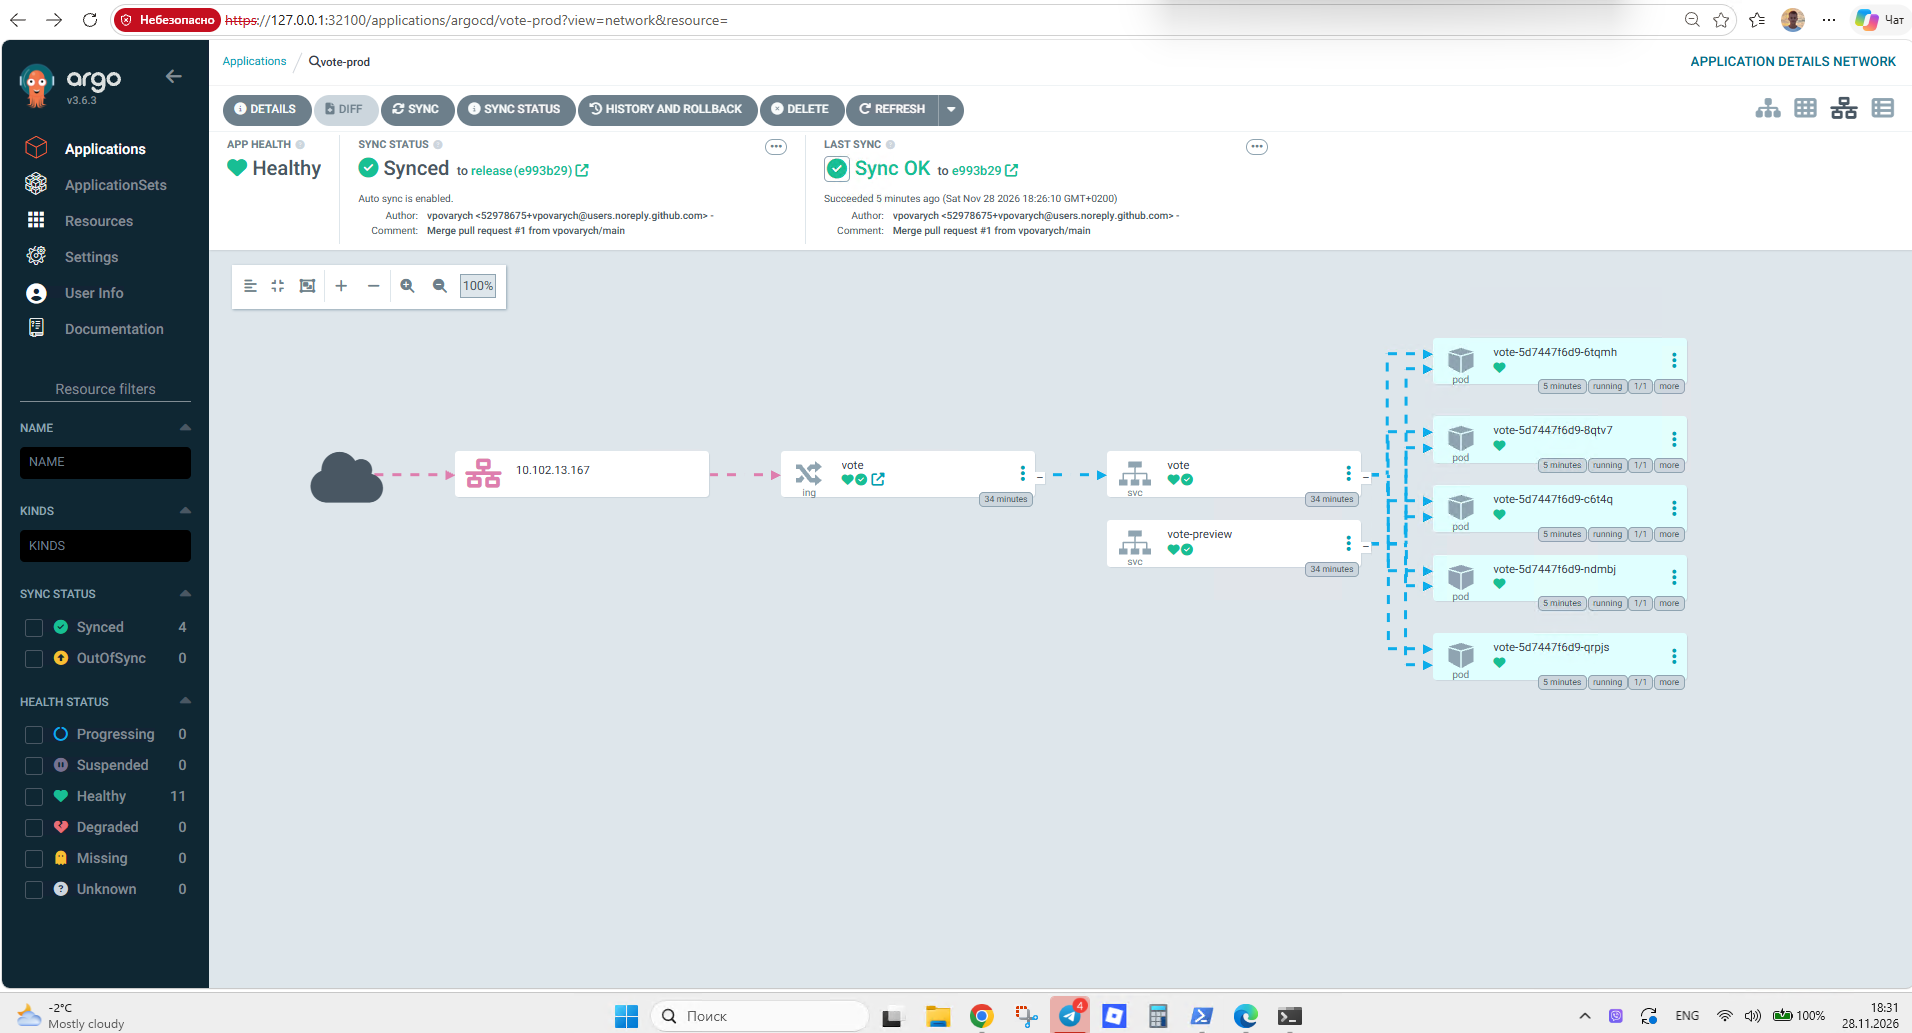 Небезопасно
https://127.0.0.1:32100/applications/argocd/vote-prod?view=network&resource=
Чат
argo
v3.6.3
Applications
ApplicationSets
Resources
Settings
User Info
Documentation
Resource filters
NAME
NAME
KINDS
KINDS
SYNC STATUS
Synced 4
OutOfSync 0
HEALTH STATUS
Progressing 0
Suspended 0
Healthy 11
Degraded 0
Missing 0
Unknown 0
Applications / vote-prod
APPLICATION DETAILS NETWORK
DETAILS DIFF SYNC SYNC STATUS HISTORY AND ROLLBACK DELETE REFRESH
APP HEALTH
Healthy
SYNC STATUS
Synced to release (e993b29)
Auto sync is enabled.
Author: vpovarych <52978675+vpovarych@users.noreply.github.com> -
Comment: Merge pull request #1 from vpovarych/main
LAST SYNC
Sync OK to e993b29
Succeeded 5 minutes ago (Sat Nov 28 2026 18:26:10 GMT+0200)
Author: vpovarych <52978675+vpovarych@users.noreply.github.com> -
Comment: Merge pull request #1 from vpovarych/main
100%
10.102.13.167
vote
ing
34 minutes
vote
svc
34 minutes
vote-preview
svc
34 minutes
vote-5d7447f6d9-6tqmh
pod
5 minutes running 1/1 more
vote-5d7447f6d9-8qtv7
pod
5 minutes running 1/1 more
vote-5d7447f6d9-c6t4q
pod
5 minutes running 1/1 more
vote-5d7447f6d9-ndmbj
pod
5 minutes running 1/1 more
vote-5d7447f6d9-qrpjs
pod
5 minutes running 1/1 more
-2°C
Mostly cloudy
Поиск
4
ENG
100%
18:31
28.11.2026